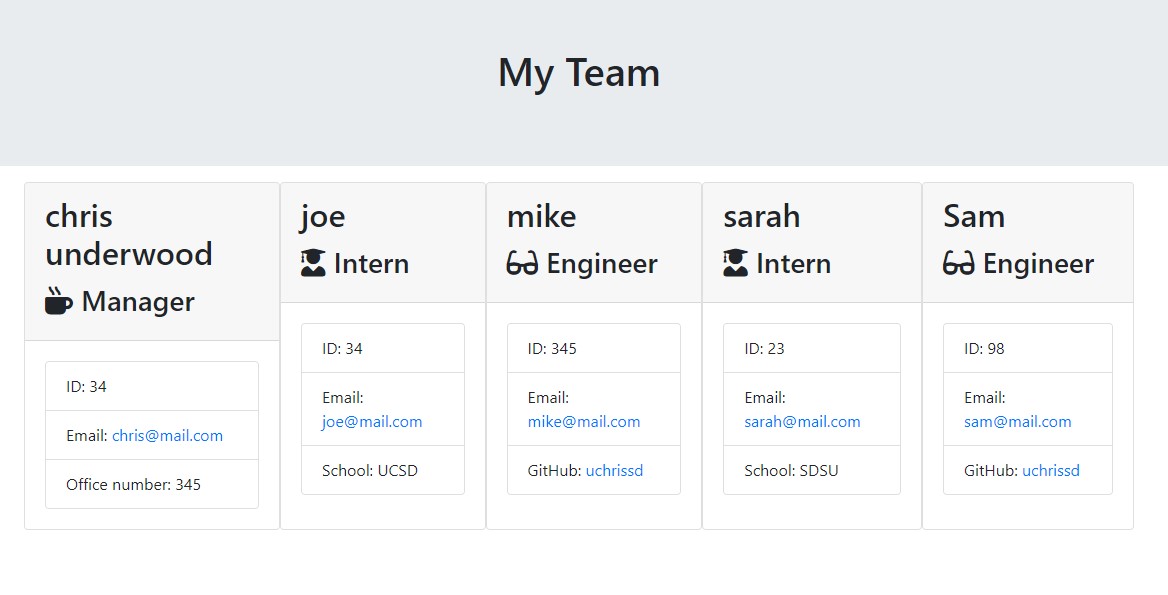 My Team
chris
underwood
Manager
ID: 34
Email: chris@mail.com
Office number: 345
joe
Intern
ID: 34
Email:
joe@mail.com
School: UCSD
mike
Engineer
ID: 345
Email:
mike@mail.com
GitHub: uchrissd
sarah
Intern
ID: 23
Email:
sarah@mail.com
School: SDSU
Sam
Engineer
ID: 98
Email:
sam@mail.com
GitHub: uchrissd